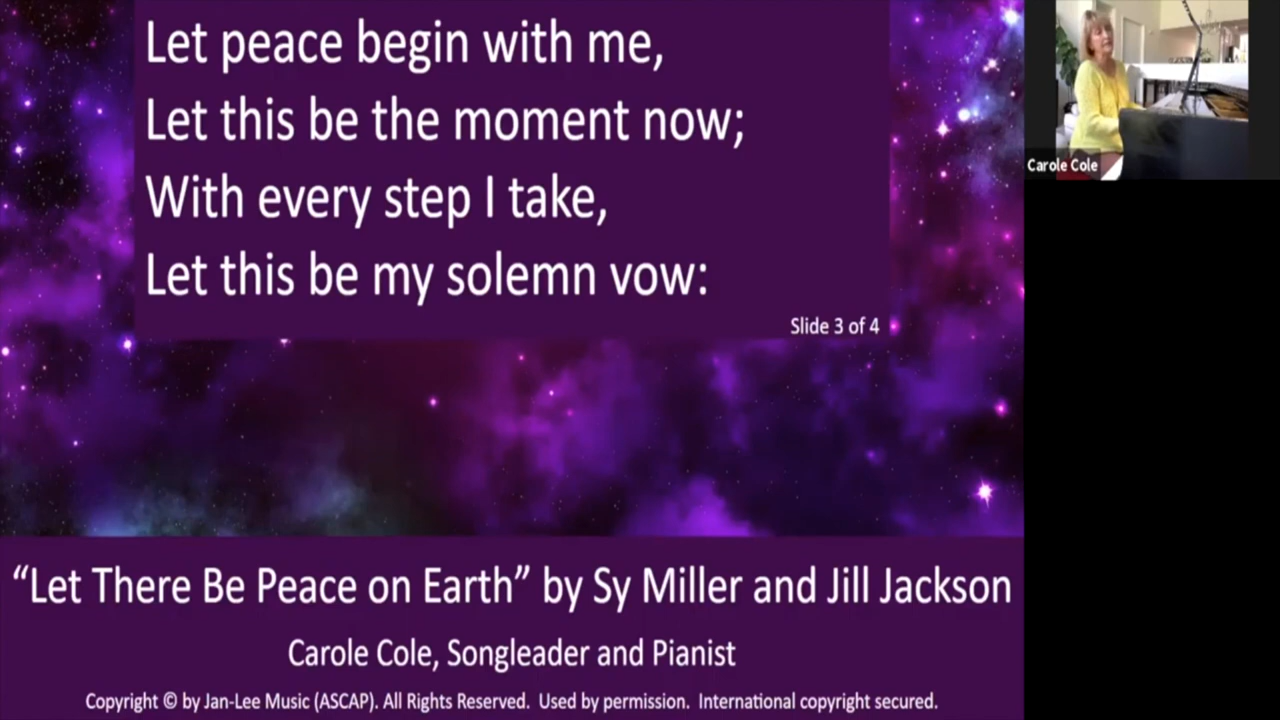 Let peace begin with me,
Let this be the moment now;
With every step I take,
Let this be my solemn vow:
Slide 3 of 4
“Let There Be Peace on Earth” by Sy Miller and Jill Jackson
Carole Cole, Songleader and Pianist
Copyright © by Jan-Lee Music (ASCAP). All Rights Reserved.  Used by permission.  International copyright secured.
Carole Cole